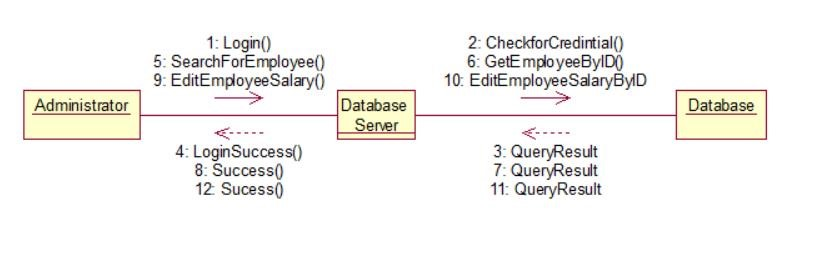 1: Login()
5: SearchForEmployee()
9: EditEmployeeSalary()
2: CheckforCredintial()
6: GetEmployeeByID()
10: EditEmployeeSalaryByID
Administrator
Database
Server
Database
4: LoginSuccess()
8: Success()
12: Sucess()
3: QueryResult
7: QueryResult
11: QueryResult